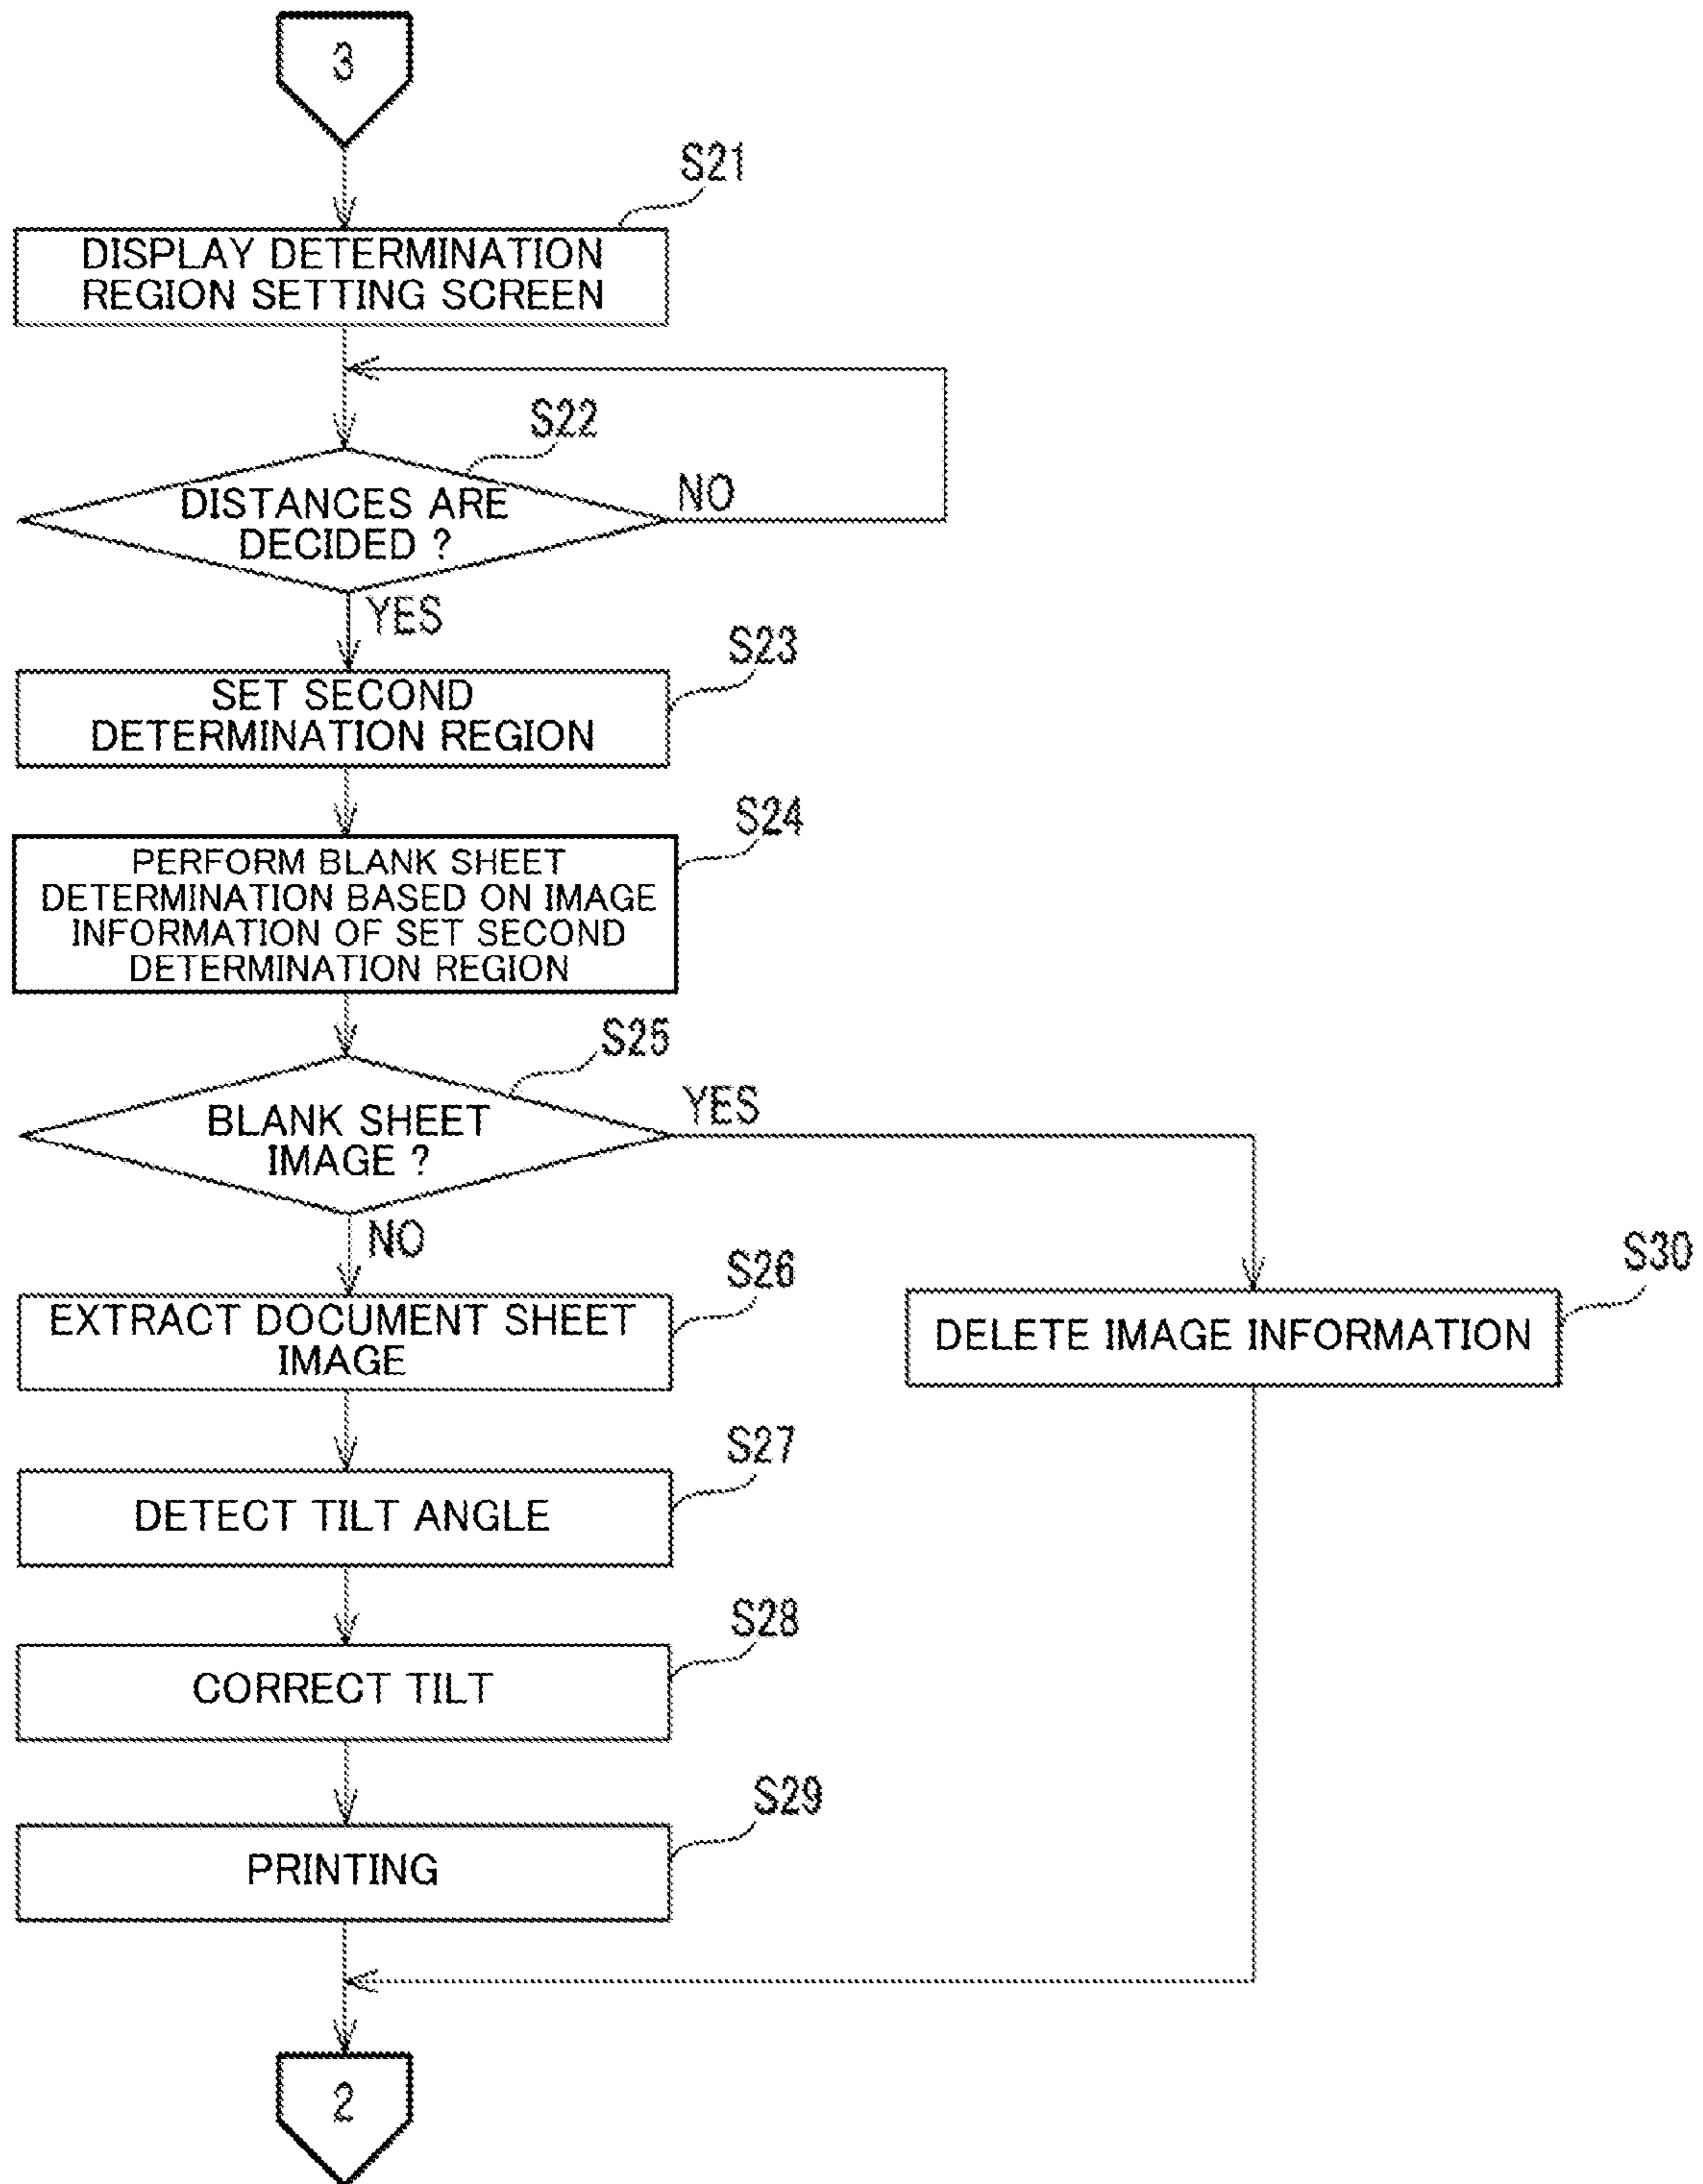 3
S21
DISPLAY DETERMINATION
REGION SETTING SCREEN
S22
DISTANCES ARE
DECIDED ?
NO
YES
S23
SET SECOND
DETERMINATION REGION
S24
PERFORM BLANK SHEET
DETERMINATION BASED ON IMAGE
INFORMATION OF SET SECOND
DETERMINATION REGION
S25
BLANK SHEET
IMAGE ?
YES
NO
S26
EXTRACT DOCUMENT SHEET
IMAGE
S30
DELETE IMAGE INFORMATION
S27
DETECT TILT ANGLE
S28
CORRECT TILT
S29
PRINTING
2